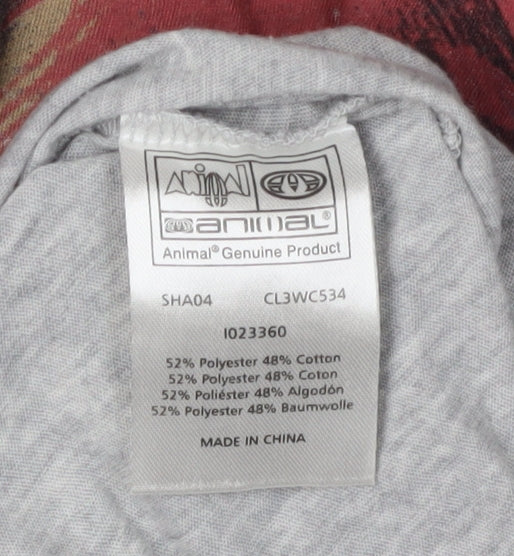 animal
animal®
Animal® Genuine Product
SHA04 CL3WC534
I023360
52% Polyester 48% Cotton
52% Polyester 48% Coton
52% Poliéster 48% Algodón
52% Polyester 48% Baumwolle
MADE IN CHINA